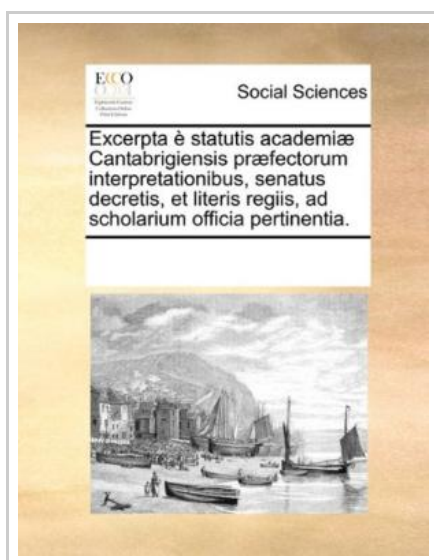 ECCO
Social Sciences
Excerpta è statutis academiæ
Cantabrigiensis præfectorum
interpretationibus, senatus
decretis, et literis regiis, ad
scholarium officia pertinentia.